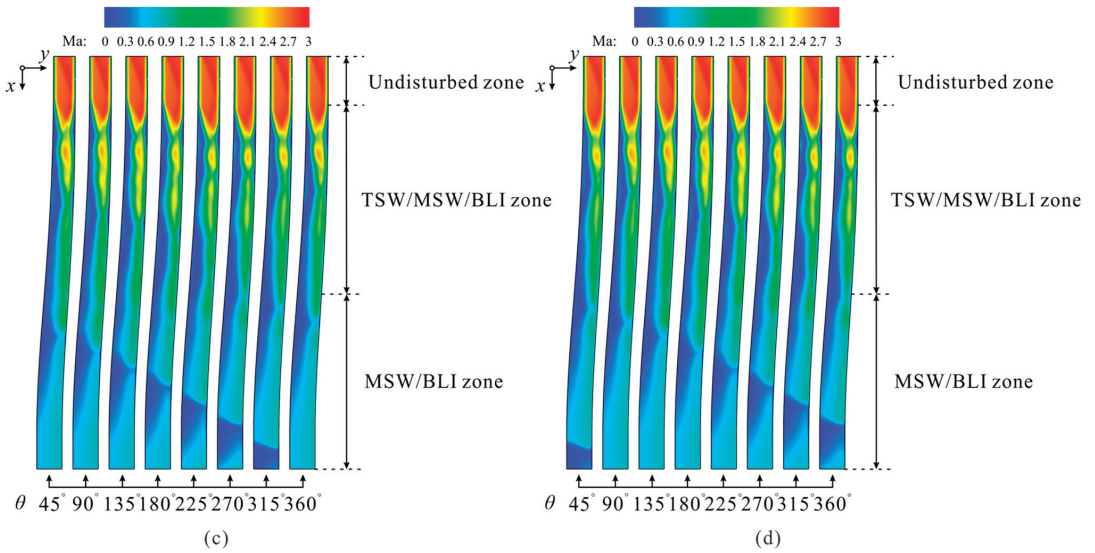 Ma: 0 0.3 0.6 0.9 1.2 1.5 1.8 2.1 2.4 2.7 3
y
x
Undisturbed zone
TSW/MSW/BLI zone
MSW/BLI zone
θ 45° 90° 135° 180° 225° 270° 315° 360°
(c)
Ma: 0 0.3 0.6 0.9 1.2 1.5 1.8 2.1 2.4 2.7 3
y
x
Undisturbed zone
TSW/MSW/BLI zone
MSW/BLI zone
θ 45° 90° 135° 180° 225° 270° 315° 360°
(d)